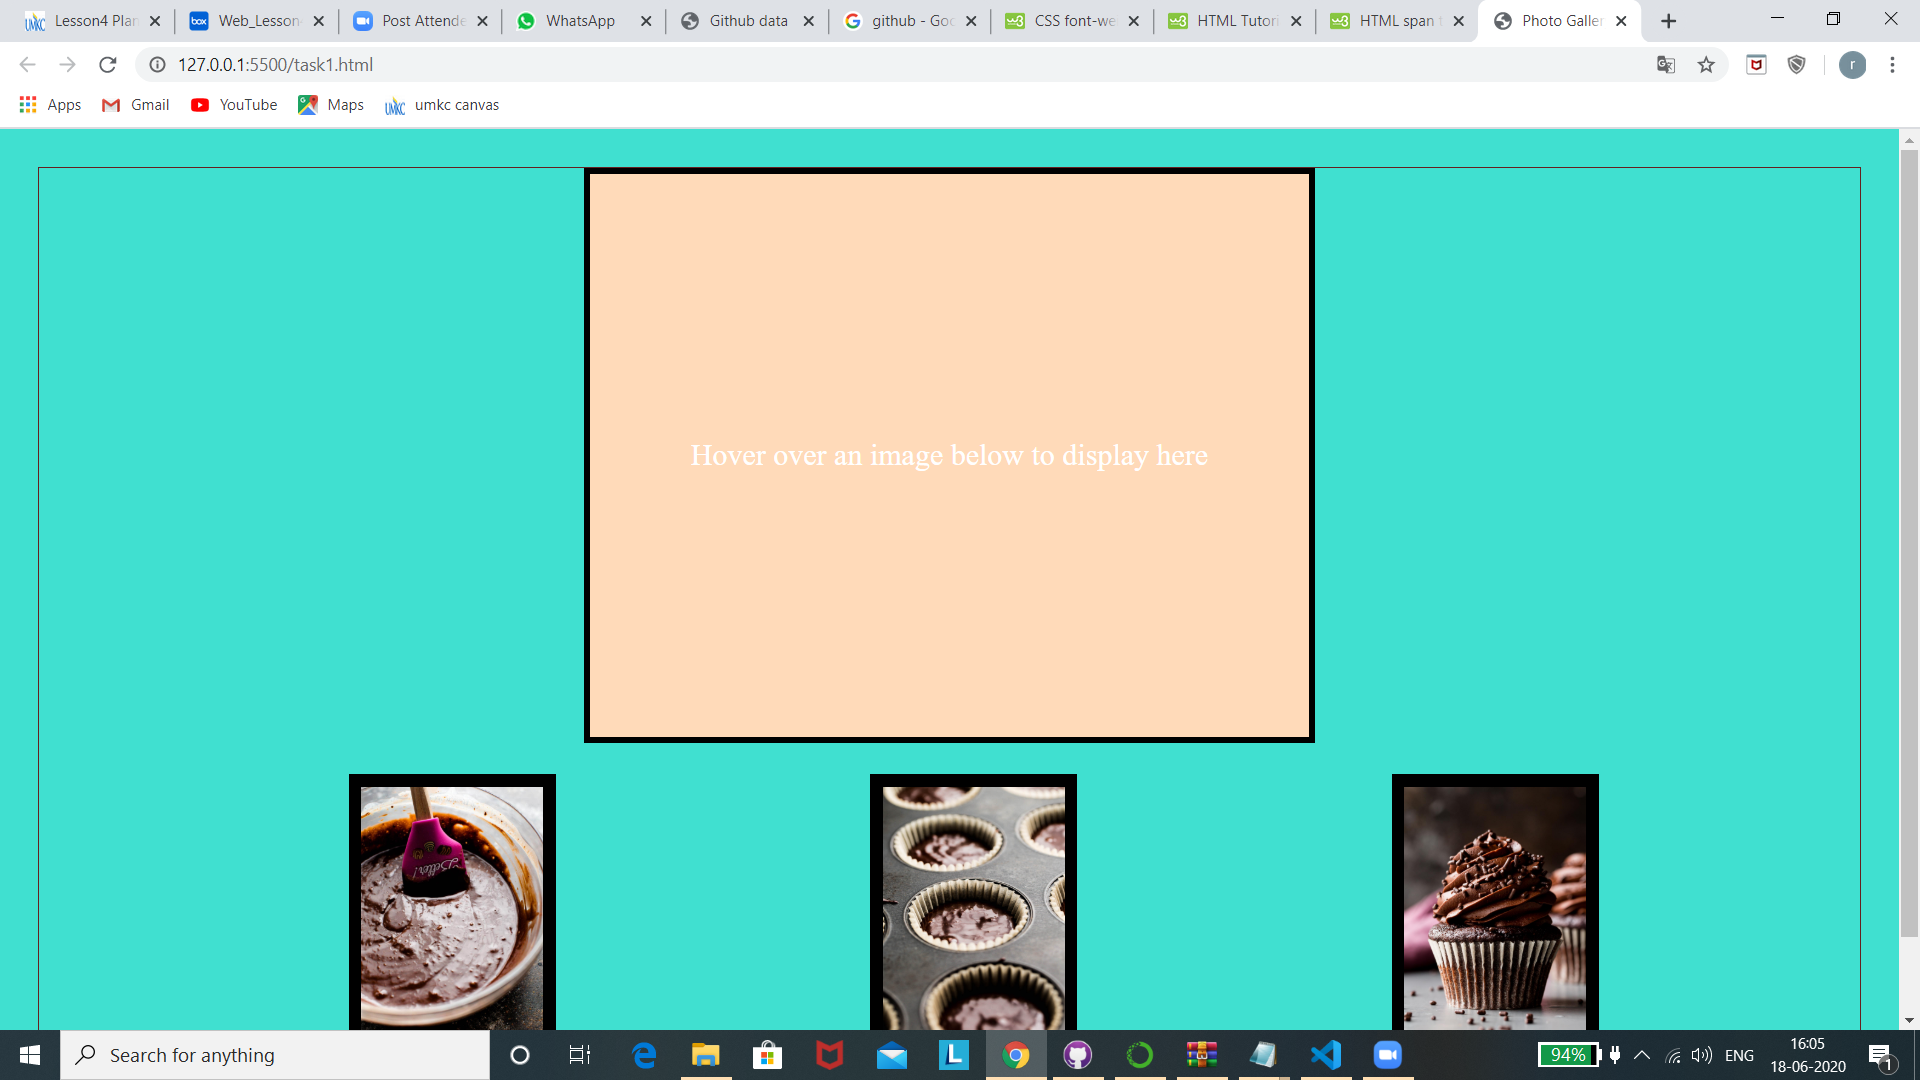 Lesson4 Plan
Web_Lesson
Post Attende
WhatsApp
Github data
github - Goo
CSS font-we
HTML Tutori
HTML span t
Photo Galler
127.0.0.1:5500/task1.html
r
Apps
Gmail
YouTube
Maps
umkc canvas
Hover over an image below to display here
Better!
Search for anything
94%
ENG
16:05
18-06-2020
1